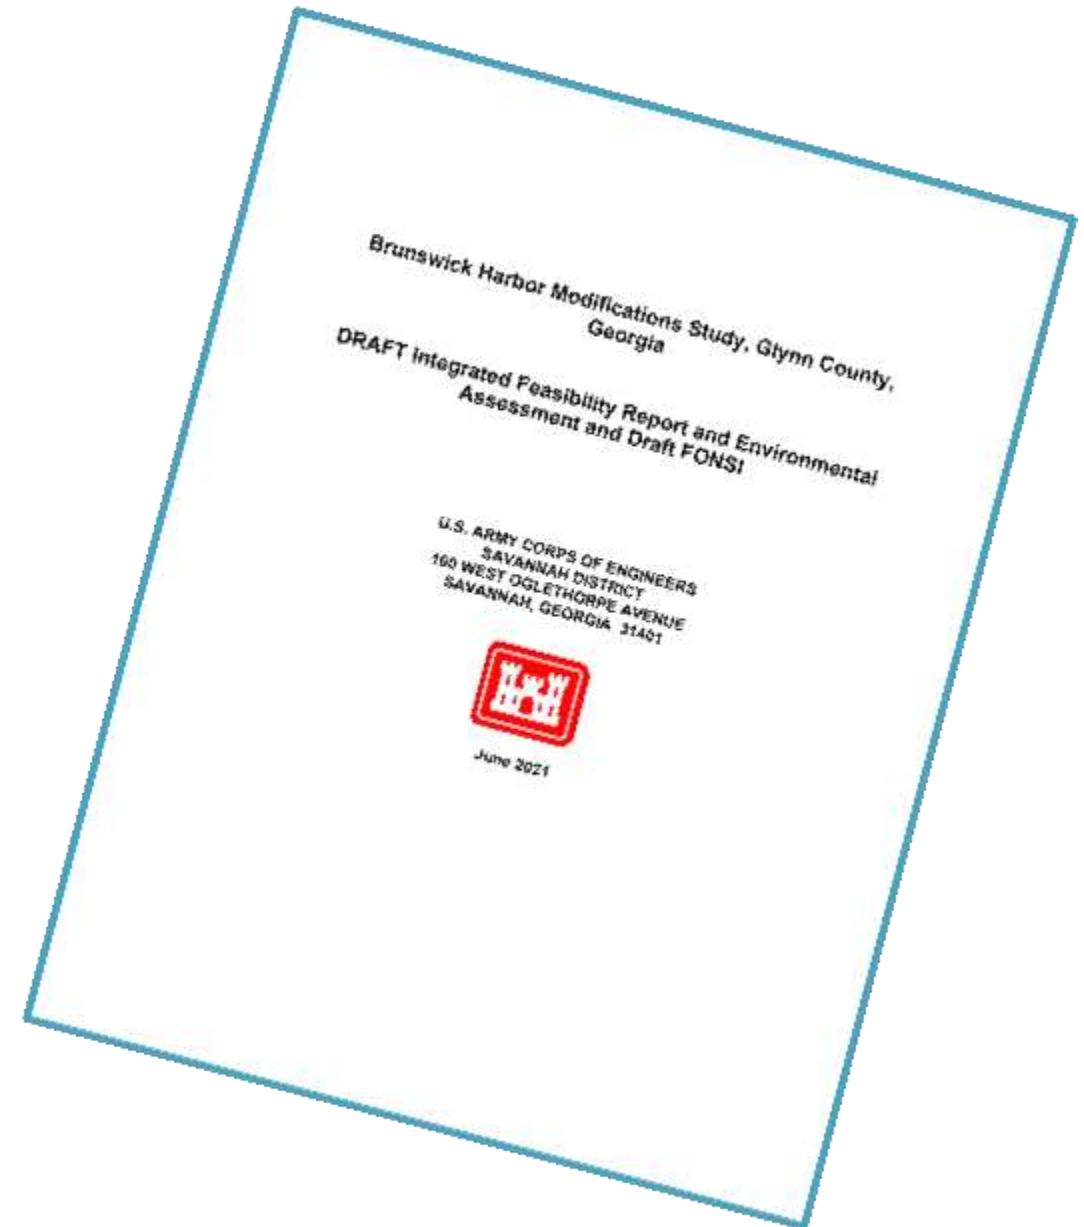 Brunswick Harbor Modifications Study, Glynn County,
Georgia
DRAFT Integrated Feasibility Report and Environmental
Assessment and Draft FONSI
U.S. ARMY CORPS OF ENGINEERS
SAVANNAH DISTRICT
100 WEST OGLETHORPE AVENUE
SAVANNAH, GEORGIA 31401
June 2021